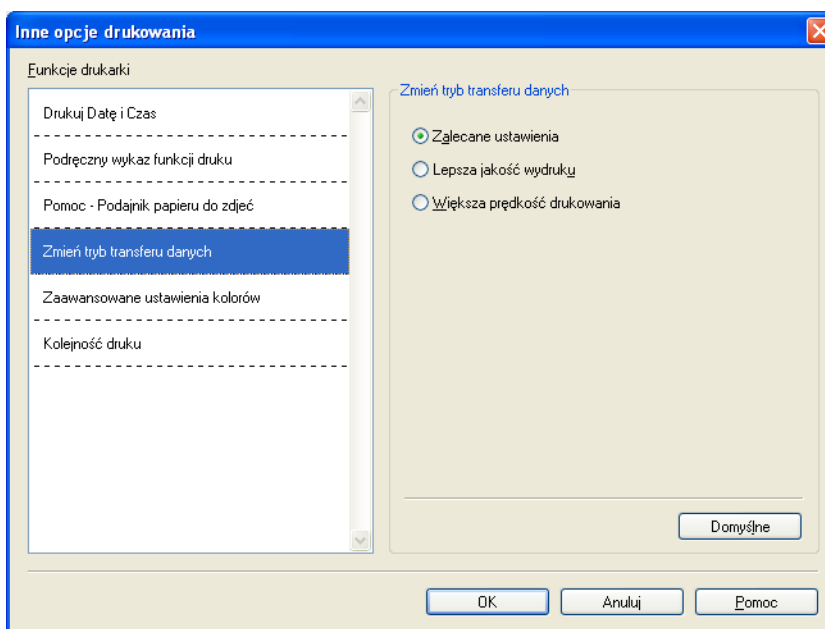 Inne opcje drukowania
Funkcje drukarki
Drukuj Datę i Czas
Podręczny wykaz funkcji druku
Pomoc - Podajnik papieru do zdjęć
Zmień tryb transferu danych
Zaawansowane ustawienia kolorów
Kolejność druku
Zmień tryb transferu danych
Zalecane ustawienia
Lepsza jakość wydruku
Większa prędkość drukowania
Domyślne
OK
Anuluj
Pomoc